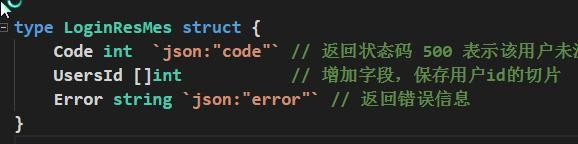 type LoginResMes struct {
Code int `json:"code"` // 返回状态码 500 表示该用户未
UsersId []int // 增加字段，保存用户id的切片
Error string `json:"error"` // 返回错误信息
}